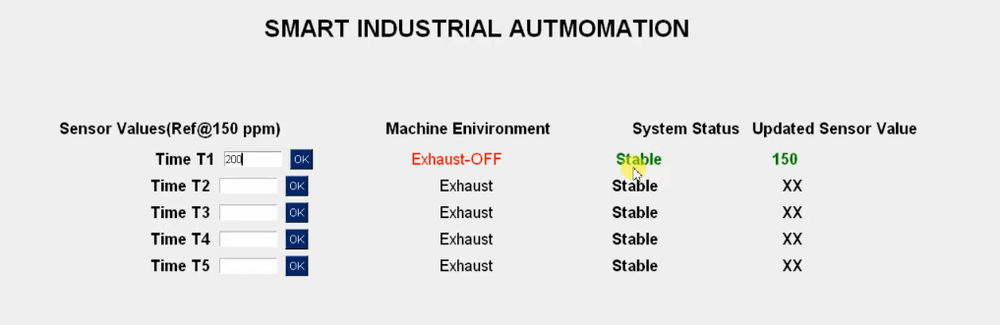 SMART INDUSTRIAL AUTMOMATION
Sensor Values(Ref@150 ppm) Machine Enivironment System Status Updated Sensor Value
Time T1 200 OK Exhaust-OFF Stable 150
Time T2 OK Exhaust Stable XX
Time T3 OK Exhaust Stable XX
Time T4 OK Exhaust Stable XX
Time T5 OK Exhaust Stable XX